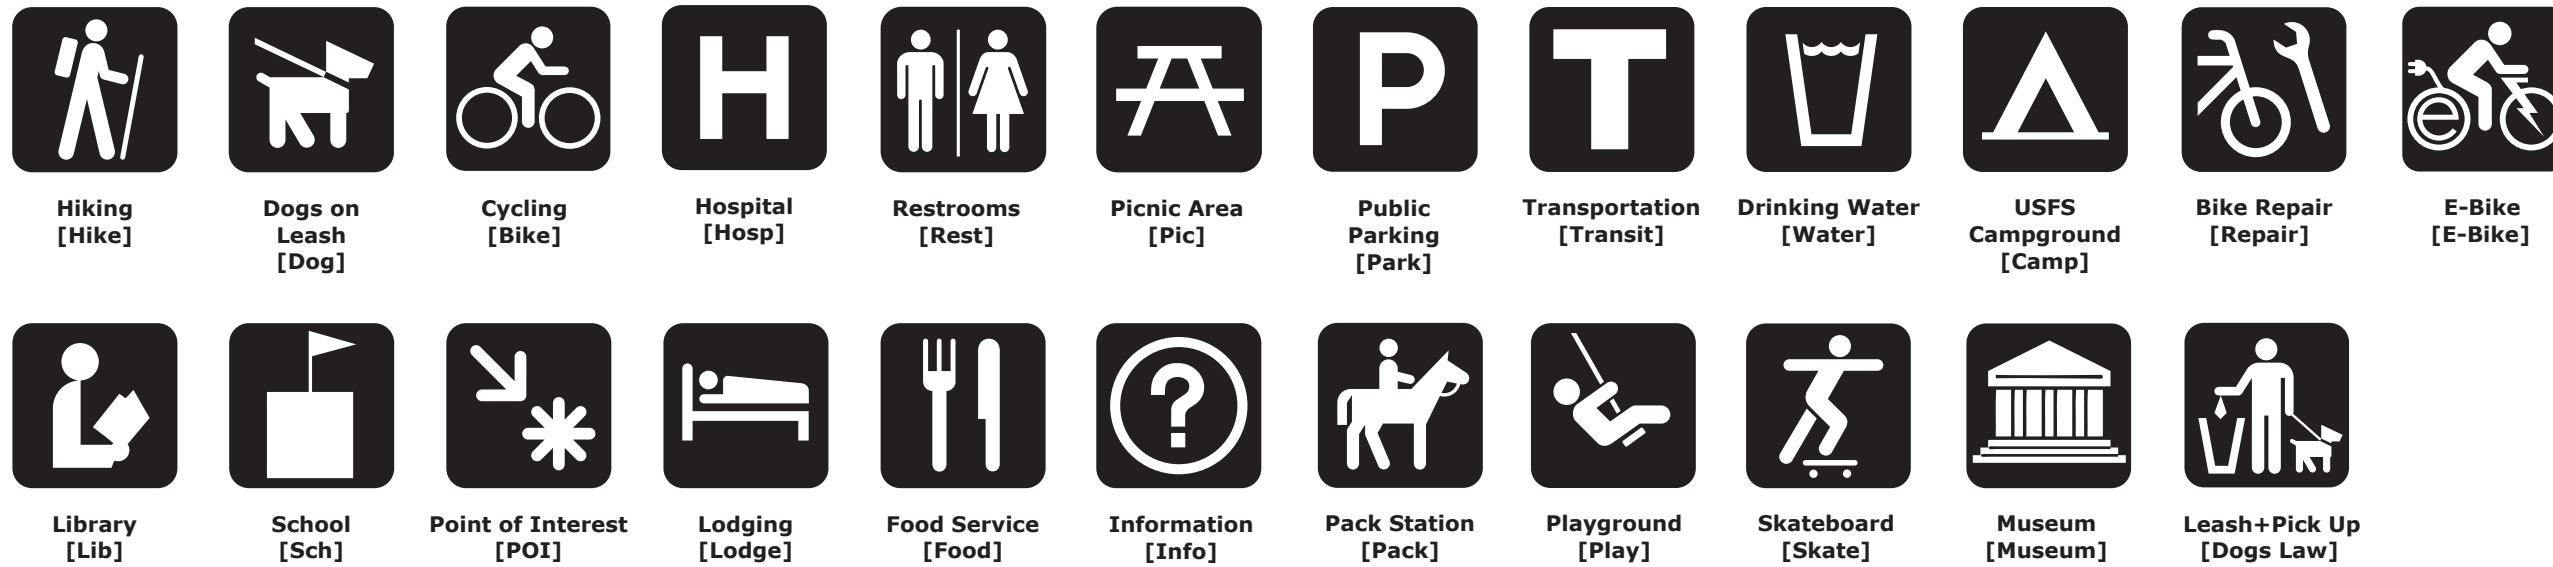 H
P
T
e
Hiking
[Hike]
Dogs on
Leash
[Dog]
Cycling
[Bike]
Hospital
[Hosp]
Restrooms
[Rest]
Picnic Area
[Pic]
Public
Parking
[Park]
Transportation
[Transit]
Drinking Water
[Water]
USFS
Campground
[Camp]
Bike Repair
[Repair]
E-Bike
[E-Bike]
?
Library
[Lib]
School
[Sch]
Point of Interest
[POI]
Lodging
[Lodge]
Food Service
[Food]
Information
[Info]
Pack Station
[Pack]
Playground
[Play]
Skateboard
[Skate]
Museum
[Museum]
Leash+Pick Up
[Dogs Law]